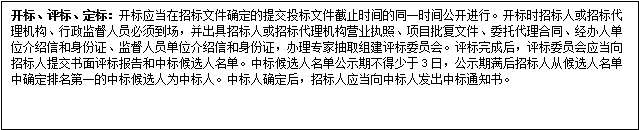 开标、评标、定标：开标应当在招标文件确定的提交投标文件截止时间的同一时间公开进行。开标时招标人或招标代
理机构、行政监督人员必须到场，并出具招标人或招标代理机构营业执照、项目批复文件、委托代理合同、经办人单
位介绍信和身份证、监督人员单位介绍信和身份证，办理专家抽取组建评标委员会。评标完成后，评标委员会应当向
招标人提交书面评标报告和中标候选人名单。中标候选人名单公示期不得少于3日，公示期满后招标人从候选人名单
中确定排名第一的中标候选人为中标人。中标人确定后，招标人应当向中标人发出中标通知书。